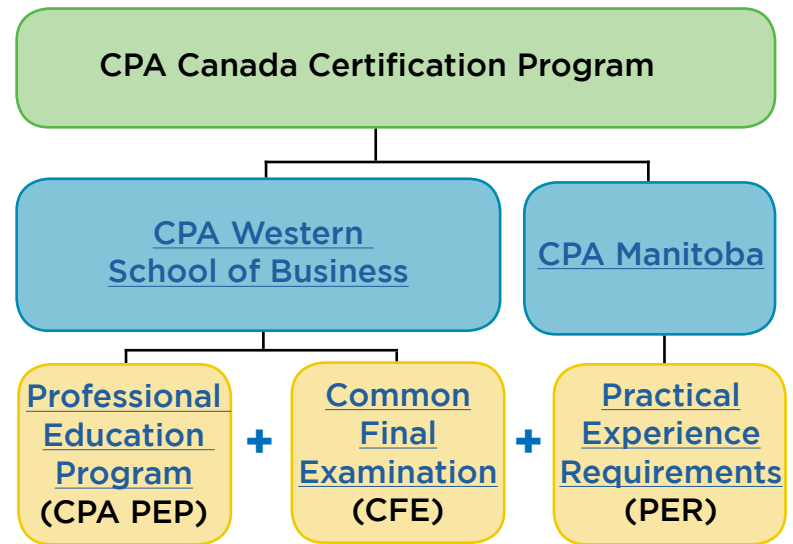 CPA Canada Certification Program
CPA Western
School of Business
CPA Manitoba
Professional
Education
Program
(CPA PEP)
+
Common
Final
Examination
(CFE)
+
Practical
Experience
Requirements
(PER)